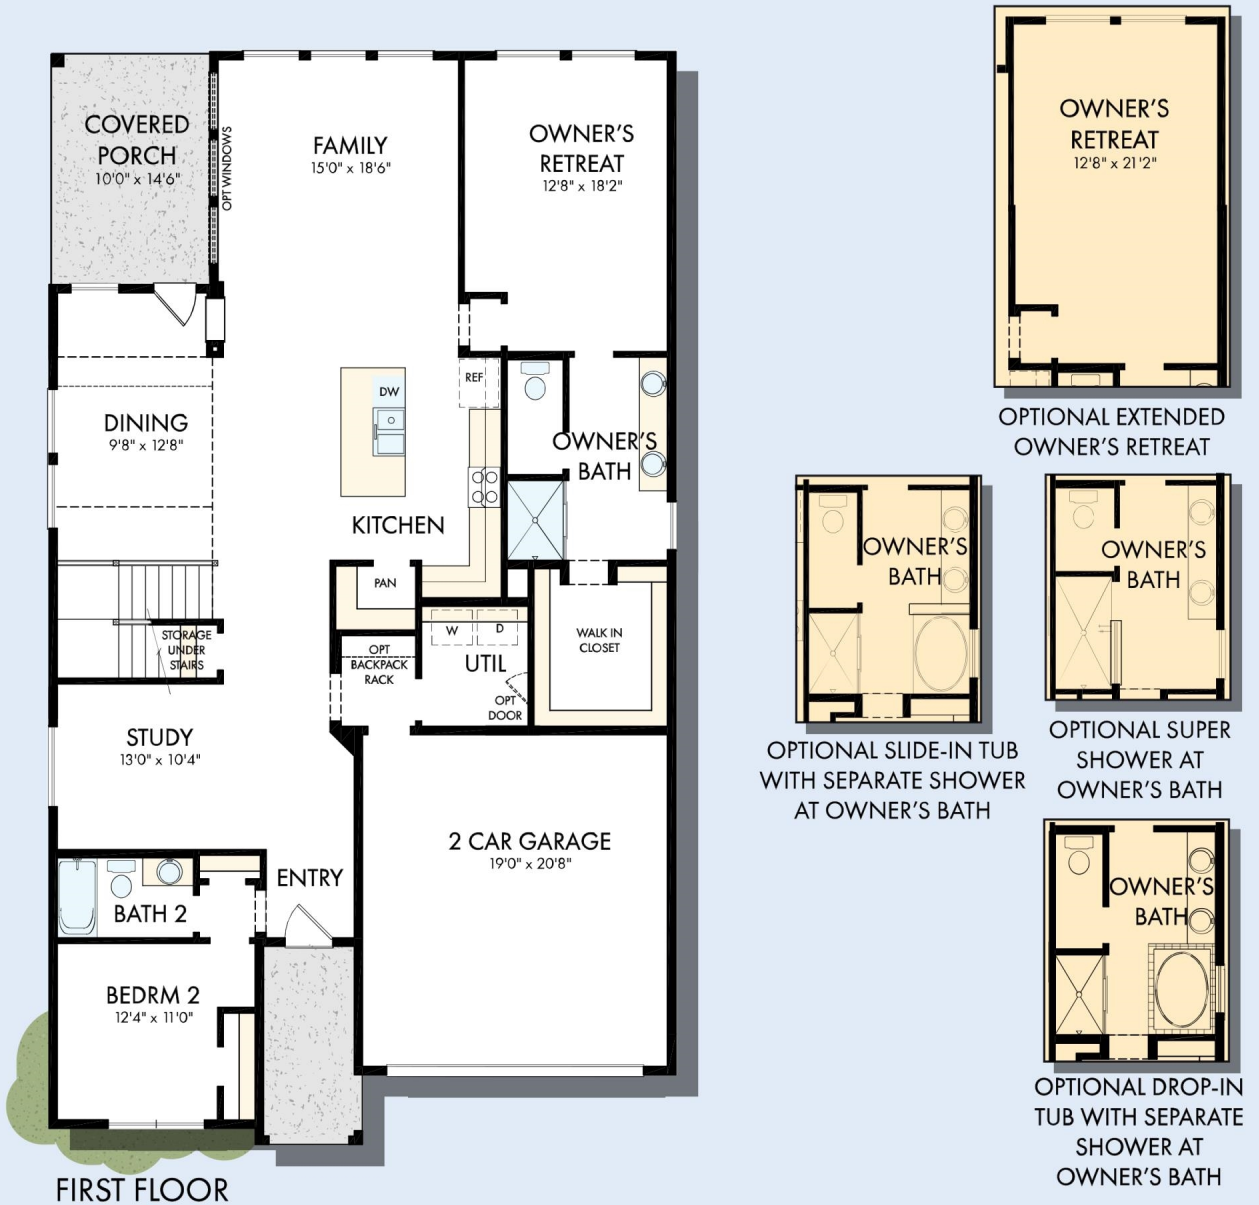 COVERED
PORCH
10'0" x 14'6"
OPT WINDOWS
FAMILY
15'0" x 18'6"
OWNER'S
RETREAT
12'8" x 18'2"
DINING
9'8" x 12'8"
DW
REF
KITCHEN
OWNER'S
BATH
PAN
STORAGE
UNDER
STAIRS
OPT
BACKPACK
RACK
W
D
UTIL
OPT
DOOR
WALK IN
CLOSET
STUDY
13'0" x 10'4"
2 CAR GARAGE
19'0" x 20'8"
ENTRY
BATH 2
BEDRM 2
12'4" x 11'0"
FIRST FLOOR
OWNER'S
RETREAT
12'8" x 21'2"
OPTIONAL EXTENDED
OWNER'S RETREAT
OWNER'S
BATH
OPTIONAL SLIDE-IN TUB
WITH SEPARATE SHOWER
AT OWNER'S BATH
OWNER'S
BATH
OPTIONAL SUPER
SHOWER AT
OWNER'S BATH
OWNER'S
BATH
OPTIONAL DROP-IN
TUB WITH SEPARATE
SHOWER AT
OWNER'S BATH